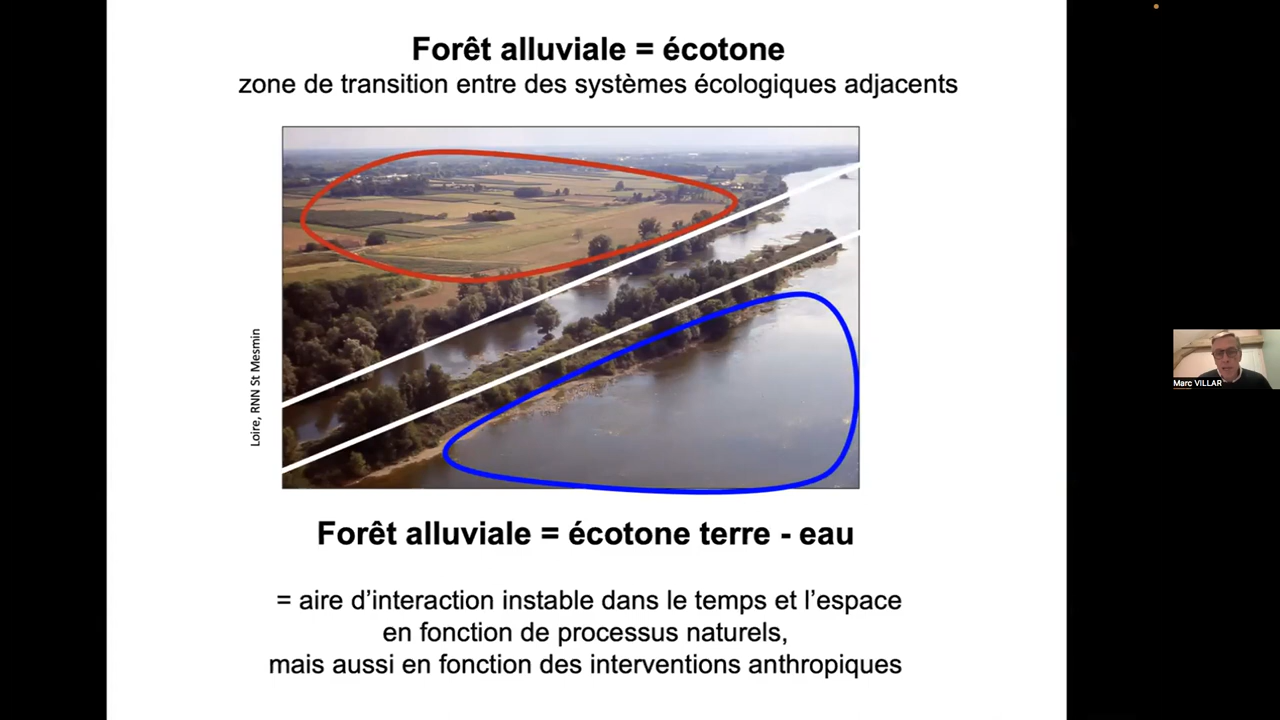 Forêt alluviale = écotone
zone de transition entre des systèmes écologiques adjacents
Loire, RNN St Mesmin
Marc VILLAR
Forêt alluviale = écotone terre - eau
= aire d’interaction instable dans le temps et l’espace
en fonction de processus naturels,
mais aussi en fonction des interventions anthropiques